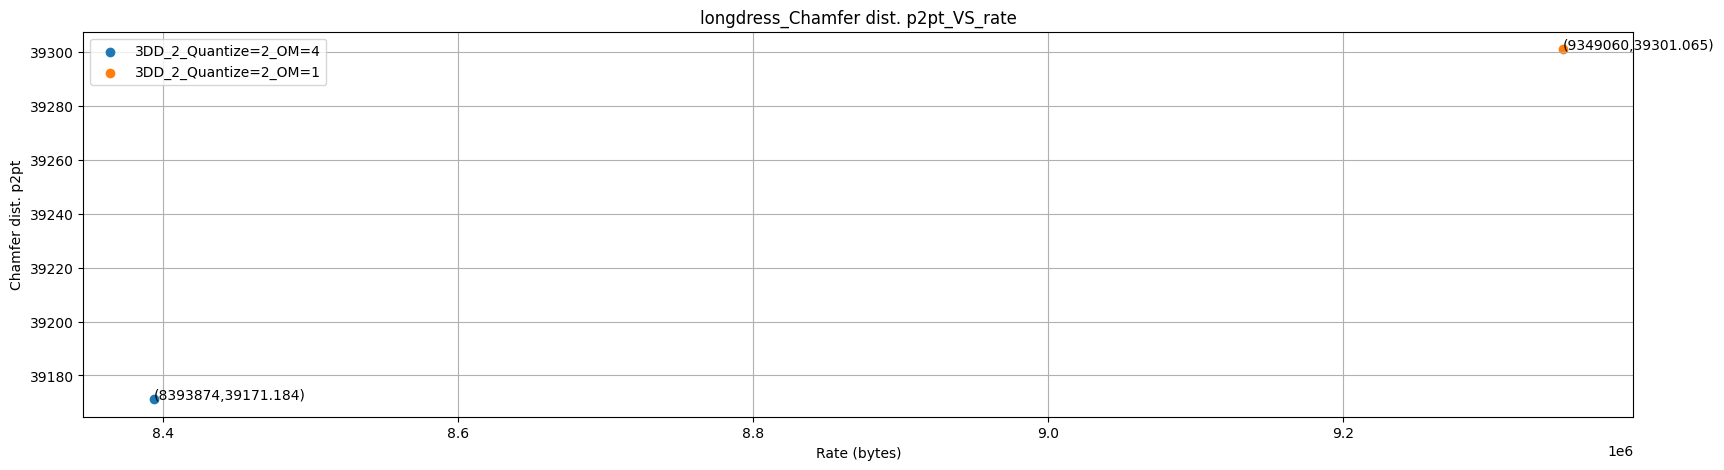 longdress_Chamfer dist. p2pt_VS_rate
3DD_2_Quantize=2_OM=4
3DD_2_Quantize=2_OM=1
(9349060,39301.065)
(8393874,39171.184)
39300
39280
39260
39240
39220
39200
39180
Chamfer dist. p2pt
8.4
8.6
8.8
9.0
9.2
1e6
Rate (bytes)